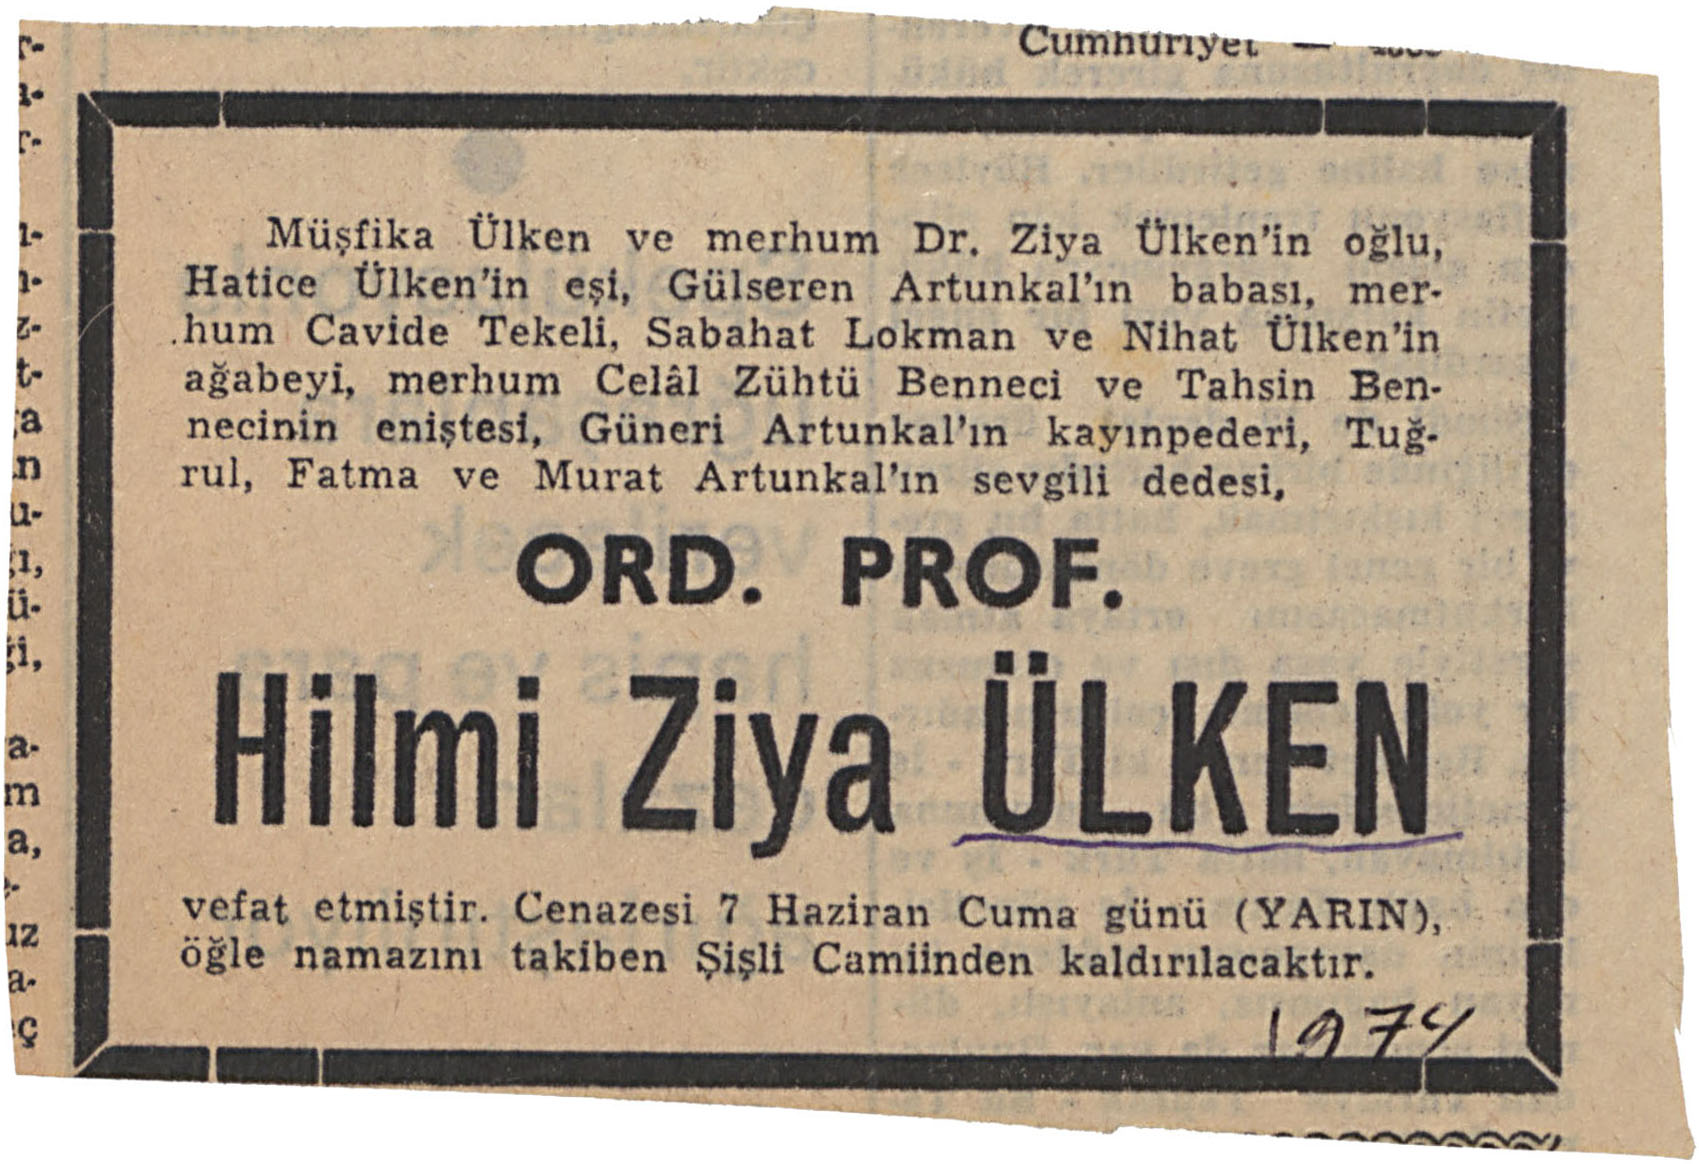 Cumhuriyet —
Müşfika Ülken ve merhum Dr. Ziya Ülken'in oğlu,
Hatice Ülken'in eşi, Gülseren Artunkal'ın babası, mer-
hum Cavide Tekeli, Sabahat Lokman ve Nihat Ülken'in
ağabeyi, merhum Celâl Zühtü Benneci ve Tahsin Ben-
necinin eniştesi, Güneri Artunkal'ın kayınpederi, Tuğ-
rul, Fatma ve Murat Artunkal'ın sevgili dedesi,
ORD. PROF.
Hilmi Ziya ÜLKEN
vefat etmiştir. Cenazesi 7 Haziran Cuma günü (YARIN),
öğle namazını takiben Şişli Camiinden kaldırılacaktır.
1974